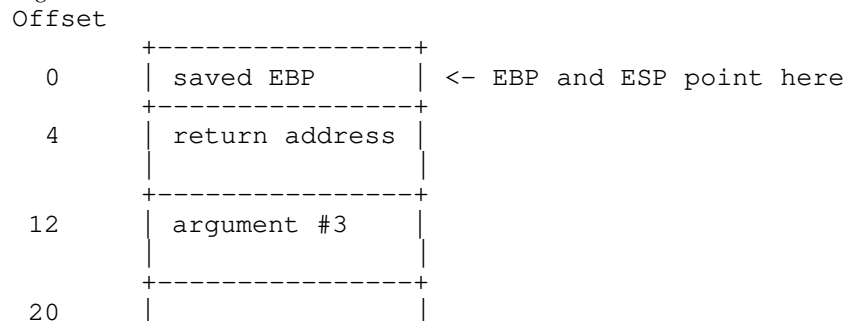 Offset
+----------------+
0 | saved EBP | <- EBP and ESP point here
+----------------+
4 | return address |
| |
+----------------+
12 | argument #3 |
| |
+----------------+
20 | |